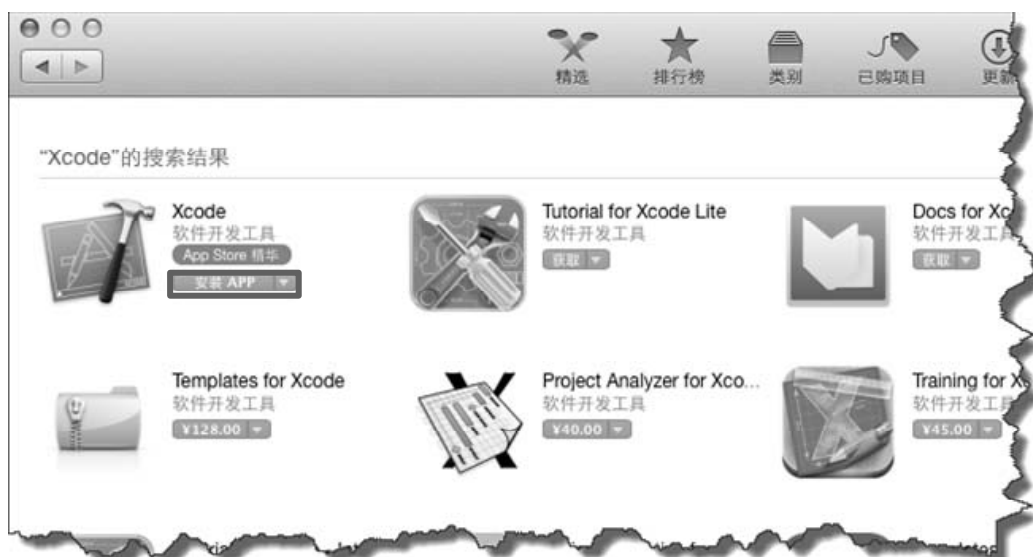 精选
排行榜
类别
已购项目
更新
“Xcode”的搜索结果
Xcode
软件开发工具
App Store 精华
安装 APP
Tutorial for Xcode Lite
软件开发工具
获取
Docs for Xc
软件开发工具
获取
Templates for Xcode
软件开发工具
¥128.00
Project Analyzer for Xco...
软件开发工具
¥40.00
Training for X
软件开发工具
¥45.00